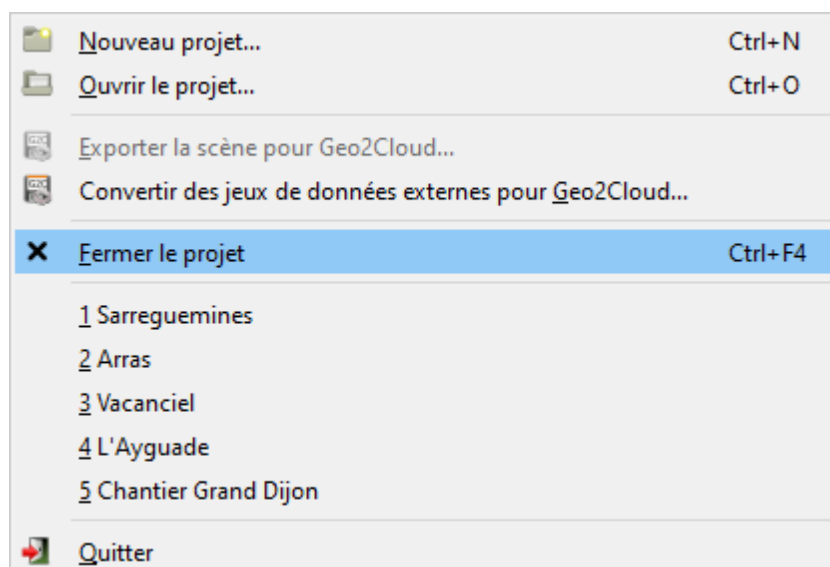 Nouveau projet... Ctrl+N
Ouvrir le projet... Ctrl+O
Exporter la scène pour Geo2Cloud...
Convertir des jeux de données externes pour Geo2Cloud...
Fermer le projet Ctrl+F4
1 Sarreguemines
2 Arras
3 Vacanciel
4 L'Ayguade
5 Chantier Grand Dijon
Quitter